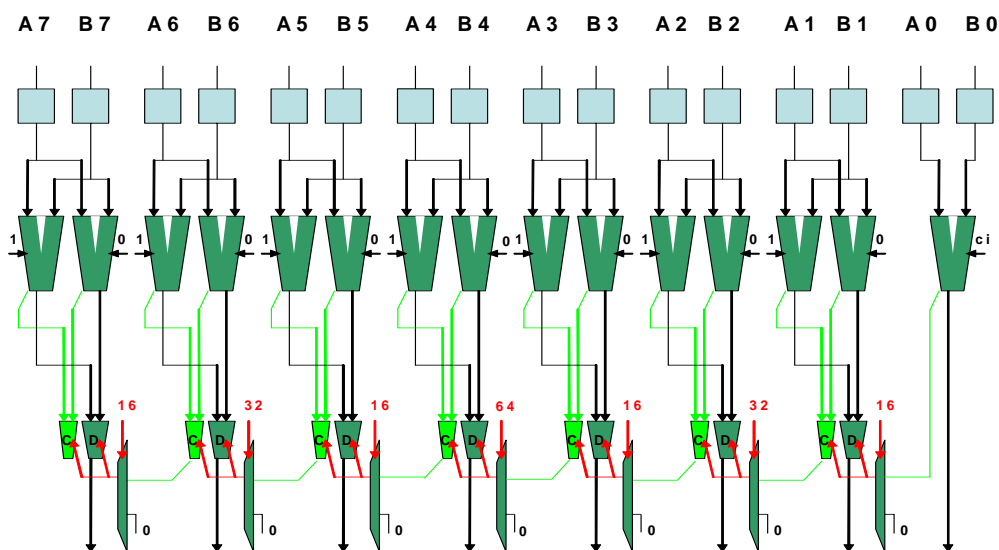 A7 B7 A6 B6 A5 B5 A4 B4 A3 B3 A2 B2 A1 B1 A0 B0
1 0 1 0 1 0 1 0 1 0 1 0 1 0 ci
16 32 16 64 16 32 16
C D C D C D C D C D C D C D
0 0 0 0 0 0 0